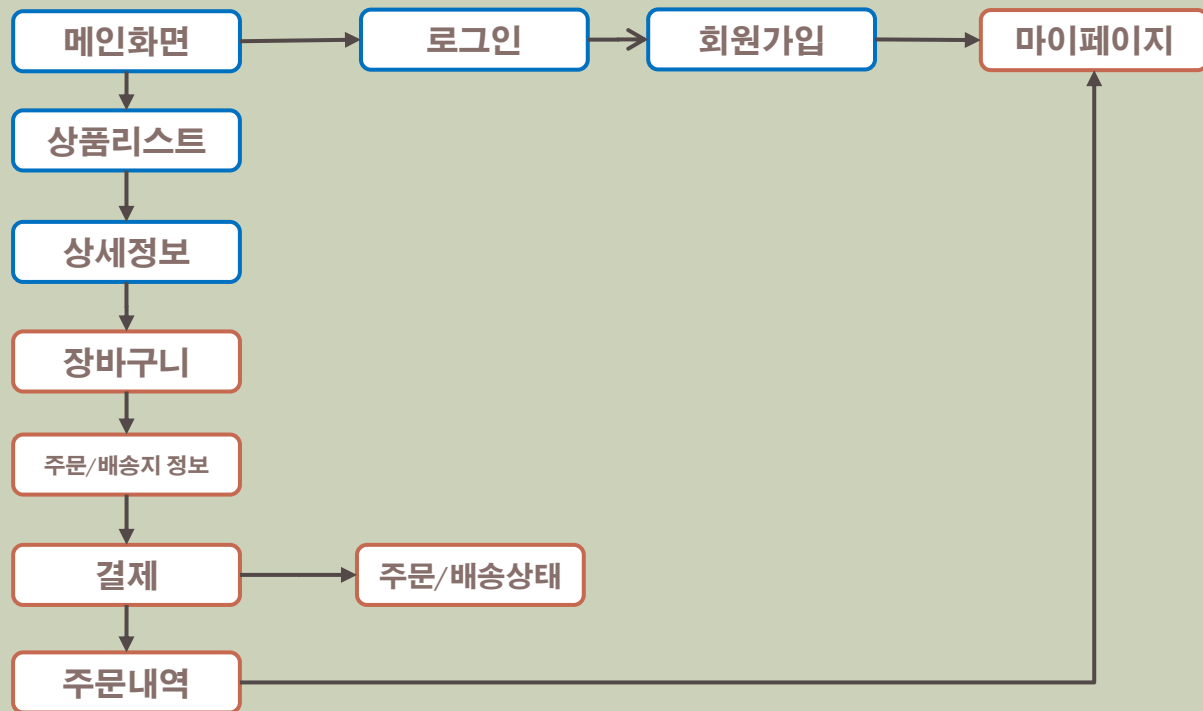 메인화면
로그인
회원가입
마이페이지
상품리스트
상세정보
장바구니
주문/배송지 정보
결제
주문/배송상태
주문내역